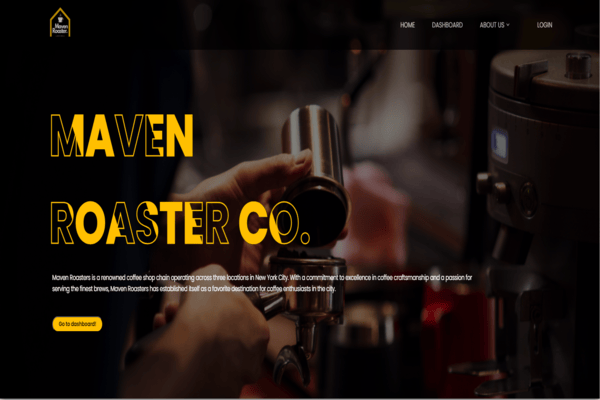 Maven
Roaster.
HOME DASHBOARD ABOUT US LOGIN
MAVEN
ROASTER CO.
Maven Roasters is a renowned coffee shop chain operating across three locations in New York City. With a commitment to excellence in coffee craftsmanship and a passion for
serving the finest brews, Maven Roasters has established itself as a favorite destination for coffee enthusiasts in the city.
Go to dashboard!